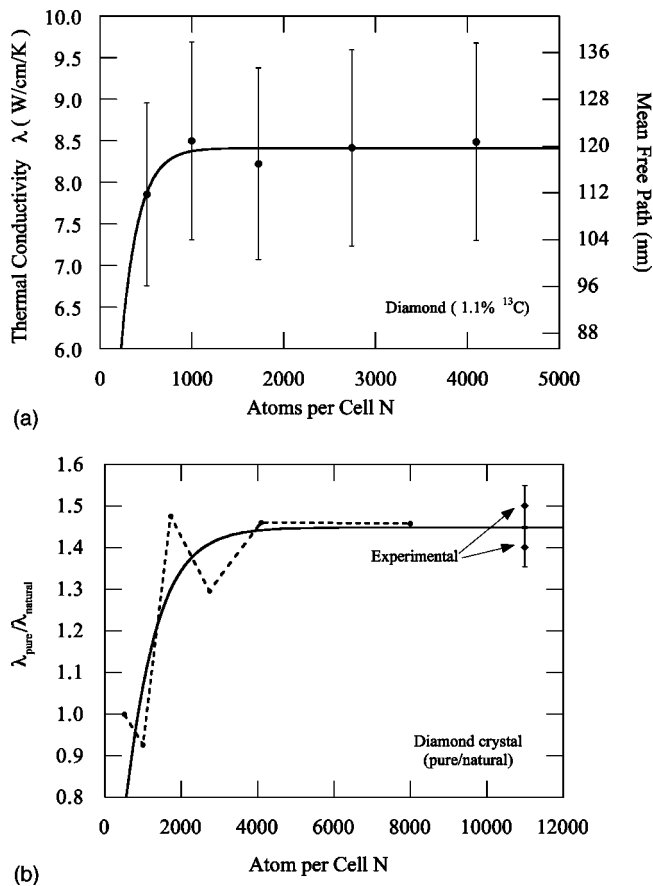 10.0
9.5
9.0
8.5
8.0
7.5
7.0
6.5
6.0
Thermal Conductivity λ ( W/cm/K )
136
128
120
112
104
96
88
Mean Free Path (nm)
Diamond ( 1.1% ¹³C )
0 1000 2000 3000 4000 5000
Atoms per Cell N
(a)
1.6
1.5
1.4
1.3
1.2
1.1
1.0
0.9
0.8
λpure/λnatural
Experimental
Diamond crystal
(pure/natural)
0 2000 4000 6000 8000 10000 12000
Atom per Cell N
(b)